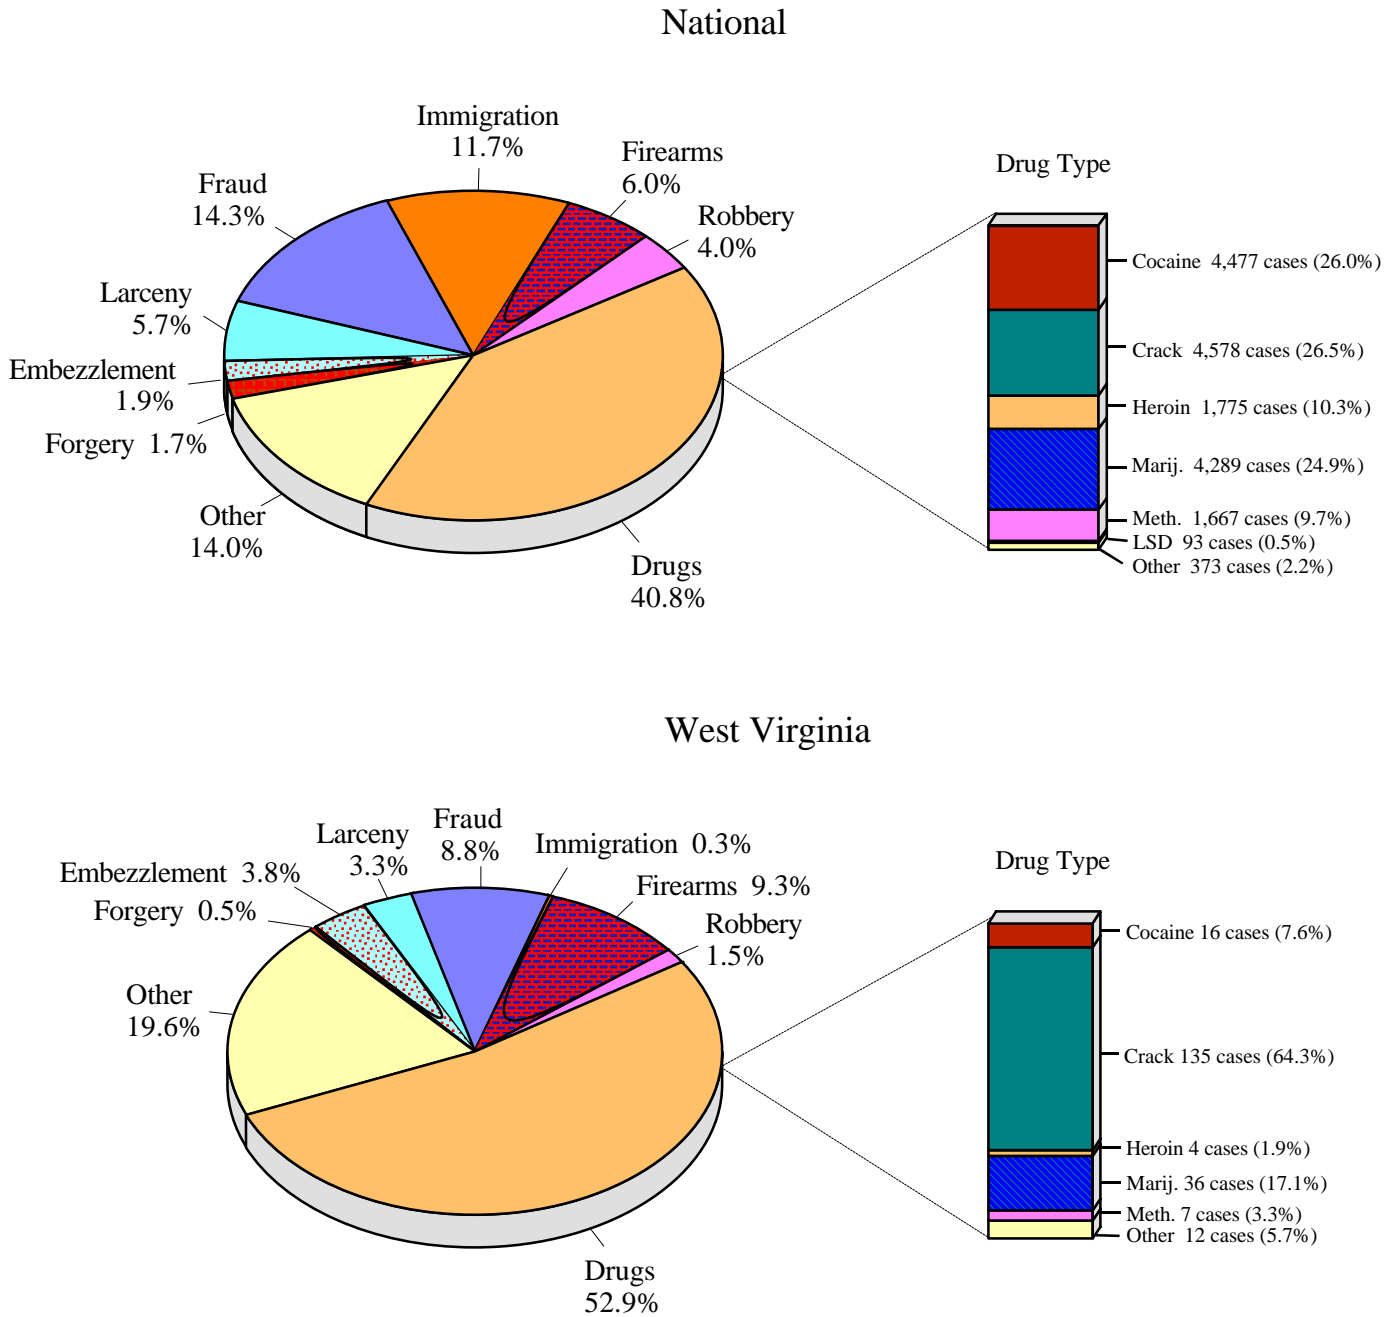 National
Immigration
11.7%
Firearms
6.0%
Robbery
4.0%
Fraud
14.3%
Larceny
5.7%
Embezzlement
1.9%
Forgery 1.7%
Other
14.0%
Drugs
40.8%
Drug Type
Cocaine 4,477 cases (26.0%)
Crack 4,578 cases (26.5%)
Heroin 1,775 cases (10.3%)
Marij. 4,289 cases (24.9%)
Meth. 1,667 cases (9.7%)
LSD 93 cases (0.5%)
Other 373 cases (2.2%)
West Virginia
Fraud
8.8%
Larceny
3.3%
Immigration 0.3%
Embezzlement 3.8%
Firearms 9.3%
Forgery 0.5%
Robbery
1.5%
Other
19.6%
Drugs
52.9%
Drug Type
Cocaine 16 cases (7.6%)
Crack 135 cases (64.3%)
Heroin 4 cases (1.9%)
Marij. 36 cases (17.1%)
Meth. 7 cases (3.3%)
Other 12 cases (5.7%)